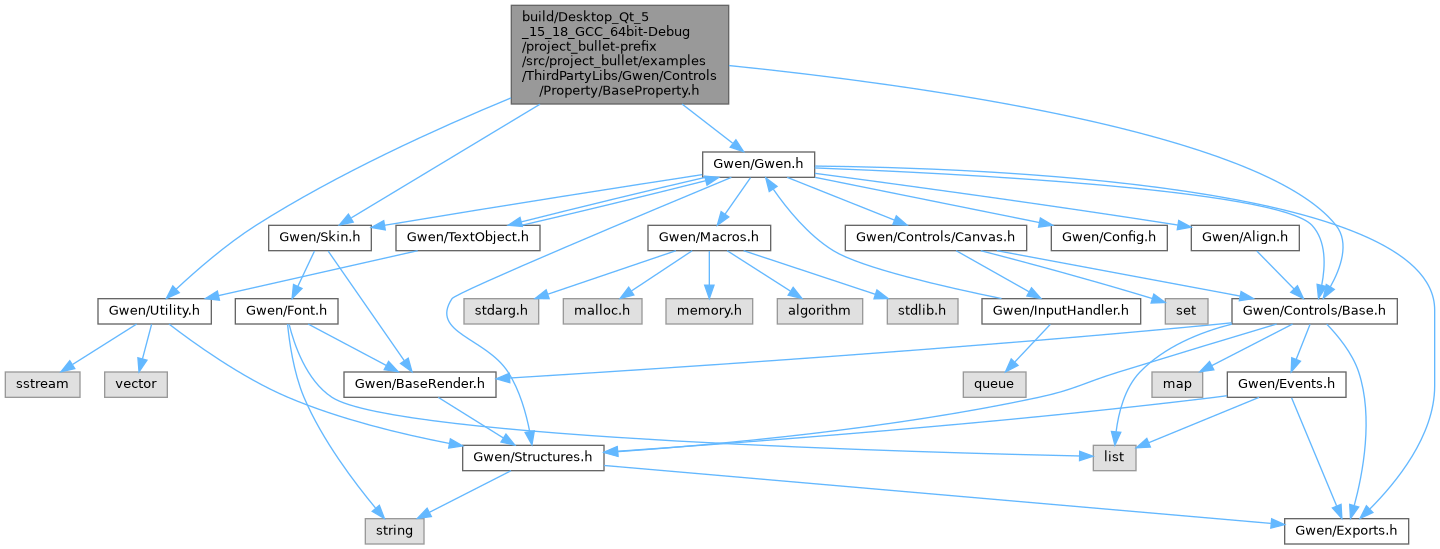 build/Desktop_Qt_5
_15_18_GCC_64bit-Debug
/project_bullet-prefix
/src/project_bullet/examples
/ThirdPartyLibs/Gwen/Controls
/Property/BaseProperty.h
Gwen/Gwen.h
Gwen/Skin.h
Gwen/TextObject.h
Gwen/Macros.h
Gwen/Controls/Canvas.h
Gwen/Config.h
Gwen/Align.h
Gwen/Utility.h
Gwen/Font.h
stdarg.h
malloc.h
memory.h
algorithm
stdlib.h
Gwen/InputHandler.h
set
Gwen/Controls/Base.h
sstream
vector
Gwen/BaseRender.h
queue
map
Gwen/Events.h
Gwen/Structures.h
list
string
Gwen/Exports.h